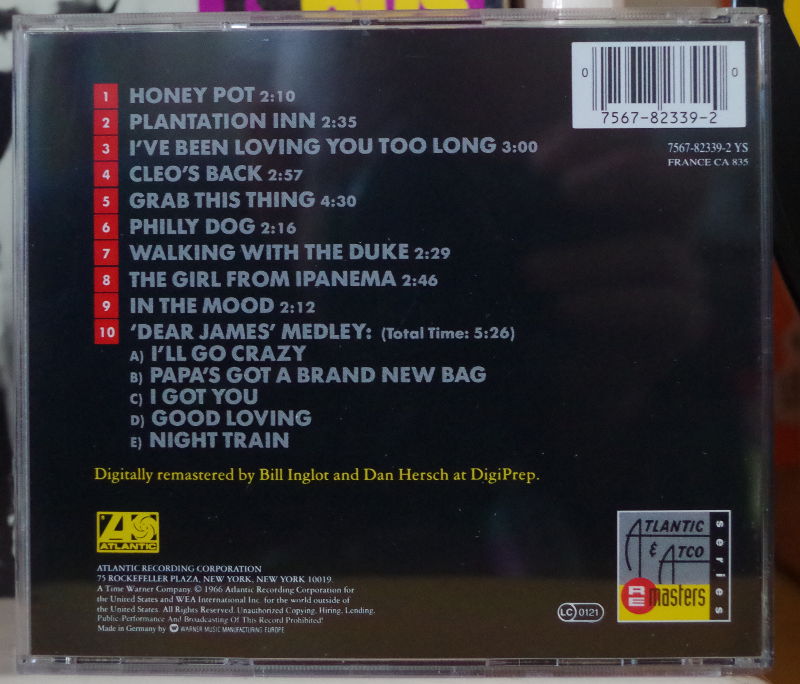 0 0
7567-82339-2
7567-82339-2 YS
FRANCE CA 835
1 HONEY POT 2:10
2 PLANTATION INN 2:35
3 I'VE BEEN LOVING YOU TOO LONG 3:00
4 CLEO'S BACK 2:57
5 GRAB THIS THING 4:30
6 PHILLY DOG 2:16
7 WALKING WITH THE DUKE 2:29
8 THE GIRL FROM IPANEMA 2:46
9 IN THE MOOD 2:12
10 'DEAR JAMES' MEDLEY: (Total Time: 5:26)
A) I'LL GO CRAZY
B) PAPA'S GOT A BRAND NEW BAG
C) I GOT YOU
D) GOOD LOVING
E) NIGHT TRAIN
Digitally remastered by Bill Inglot and Dan Hersch at DigiPrep.
ATLANTIC
ATLANTIC RECORDING CORPORATION
75 ROCKEFELLER PLAZA, NEW YORK, NEW YORK 10019.
A Time Warner Company. © 1966 Atlantic Recording Corporation for
the United States and WEA International Inc. for the world outside of
the United States. All Rights Reserved. Unauthorized Copying, Hiring, Lending,
Public Performance And Broadcasting Of This Record Prohibited!
Made in Germany by WARNER MUSIC MANUFACTURING EUROPE
LC 0121
ATLANTIC
& ATCO
RE masters
series